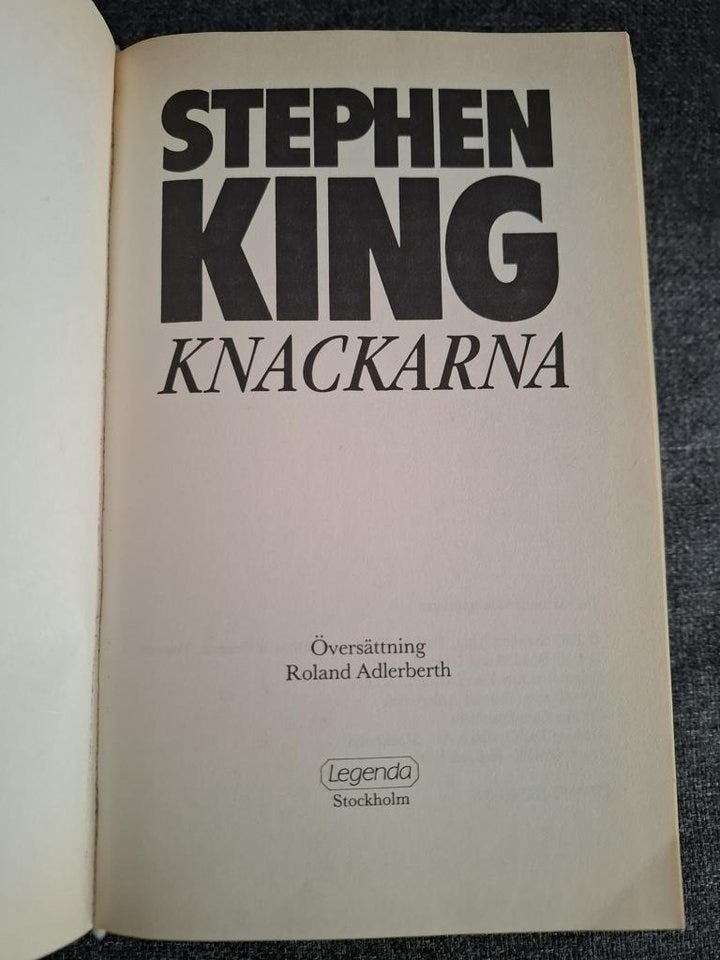 STEPHEN
KING
KNACKARNA
Översättning
Roland Adlerberth
Legenda
Stockholm